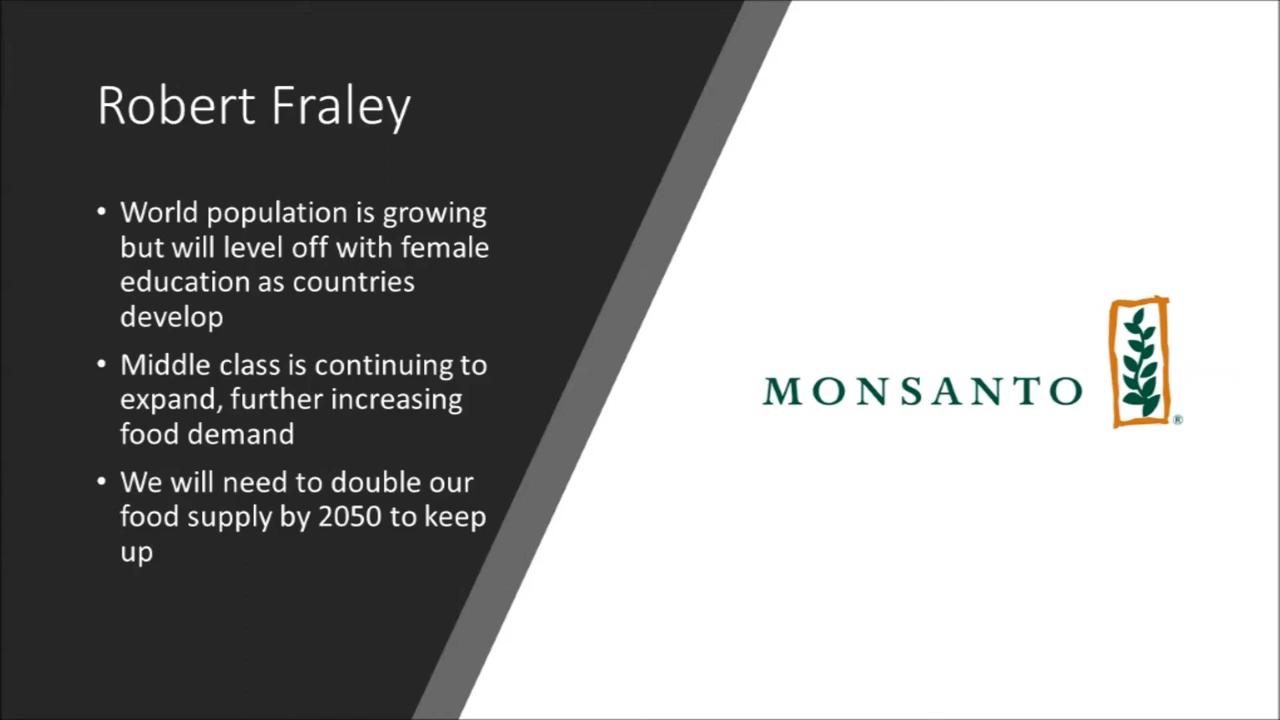 Robert Fraley
• World population is growing
but will level off with female
education as countries
develop
• Middle class is continuing to
expand, further increasing
food demand
• We will need to double our
food supply by 2050 to keep
up
MONSANTO
®